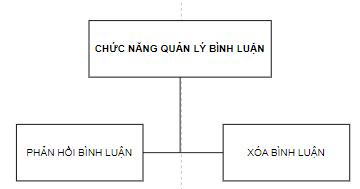 CHỨC NĂNG QUẢN LÝ BÌNH LUẬN
PHẢN HỒI BÌNH LUẬN
XÓA BÌNH LUẬN